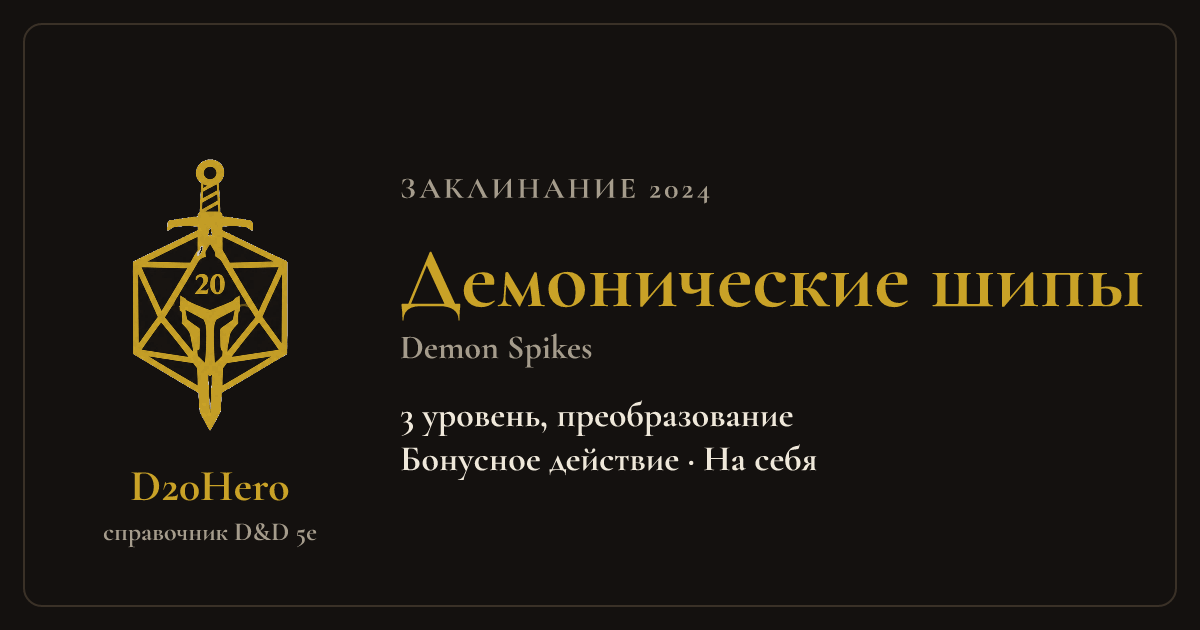 20
D20Hero
справочник D&D 5e
ЗАКЛИНАНИЕ 2024
Демонические шипы
Demon Spikes
3 уровень, преобразование
Бонусное действие · На себя